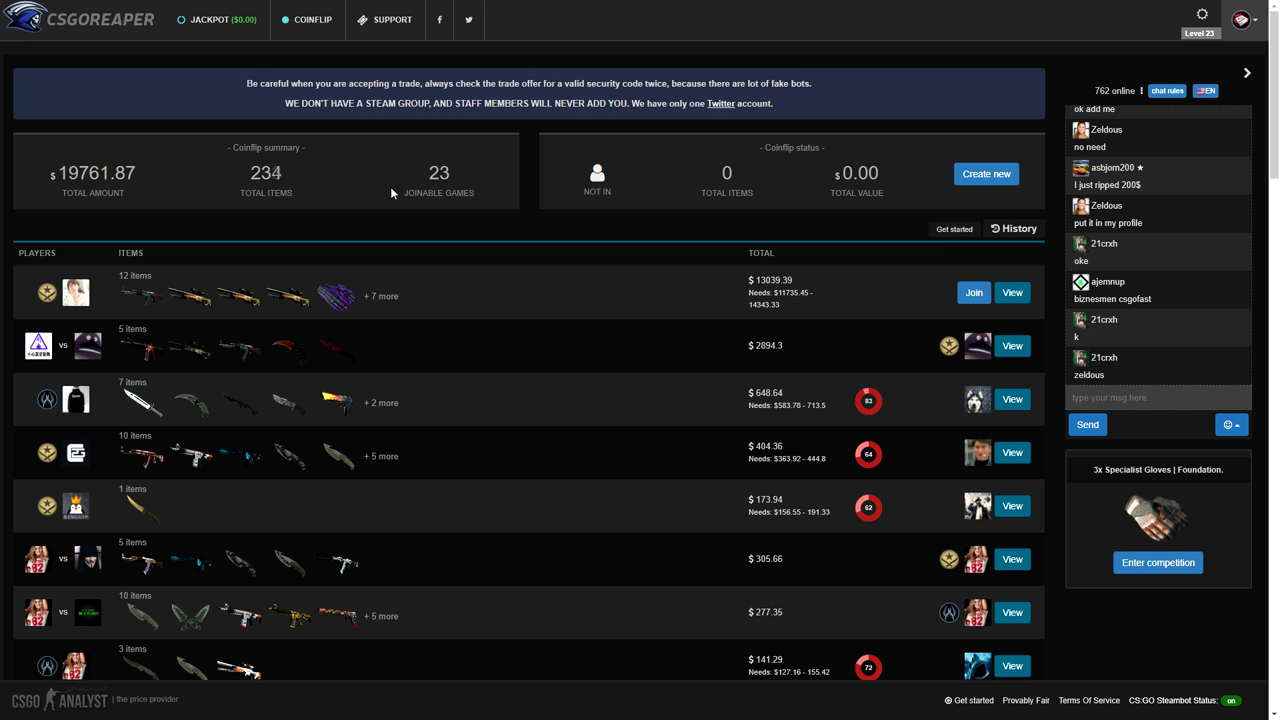 CSGOREAPER
JACKPOT ($0.00)
COINFLIP
SUPPORT
Level 23
Be careful when you are accepting a trade, always check the trade offer for a valid security code twice, because there are lot of fake bots.
WE DON'T HAVE A STEAM GROUP, AND STAFF MEMBERS WILL NEVER ADD YOU. We have only one Twitter account.
- Coinflip summary -
$ 19761.87
TOTAL AMOUNT
234
TOTAL ITEMS
23
JOINABLE GAMES
- Coinflip status -
NOT IN
0
TOTAL ITEMS
$ 0.00
TOTAL VALUE
Create new
Get started
History
PLAYERS ITEMS TOTAL
12 items
+ 7 more
$ 13039.39
Needs: $11735.45 -
14343.33
Join
View
5 items
vs
$ 2894.3
View
7 items
+ 2 more
$ 648.64
Needs: $583.78 - 713.5
83
View
10 items
+ 5 more
$ 404.36
Needs: $363.92 - 444.8
64
View
1 items
$ 173.94
Needs: $156.55 - 191.33
62
View
5 items
vs
$ 305.66
View
10 items
vs
+ 5 more
$ 277.35
View
3 items
$ 141.29
Needs: $127.16 - 155.42
72
View
762 online
chat rules
EN
ok add me
Zeldous
no need
asbjorn200 ★
I just ripped 200$
Zeldous
put it in my profile
21crxh
oke
ajemnup
biznesmen csgofast
21crxh
k
21crxh
zeldous
type your msg here..
Send
3x Specialist Gloves | Foundation.
Enter competition
CSGO ANALYST | the price provider
Get started
Provably Fair
Terms Of Service
CS:GO Steambot Status: on